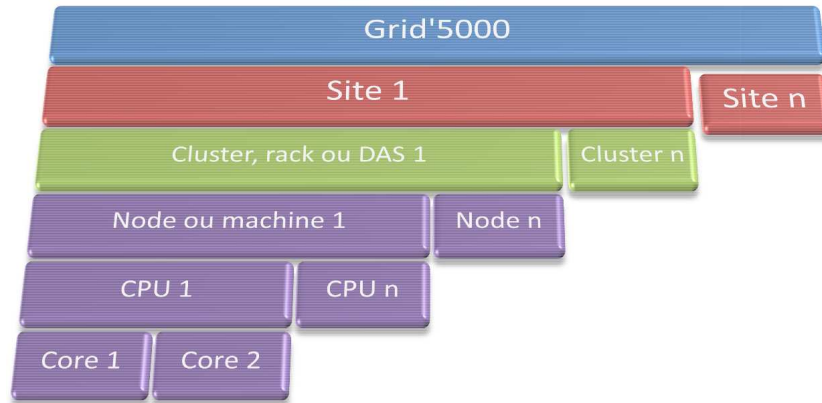 Grid'5000
Site 1
Site n
Cluster, rack ou DAS 1
Cluster n
Node ou machine 1
Node n
CPU 1
CPU n
Core 1
Core 2